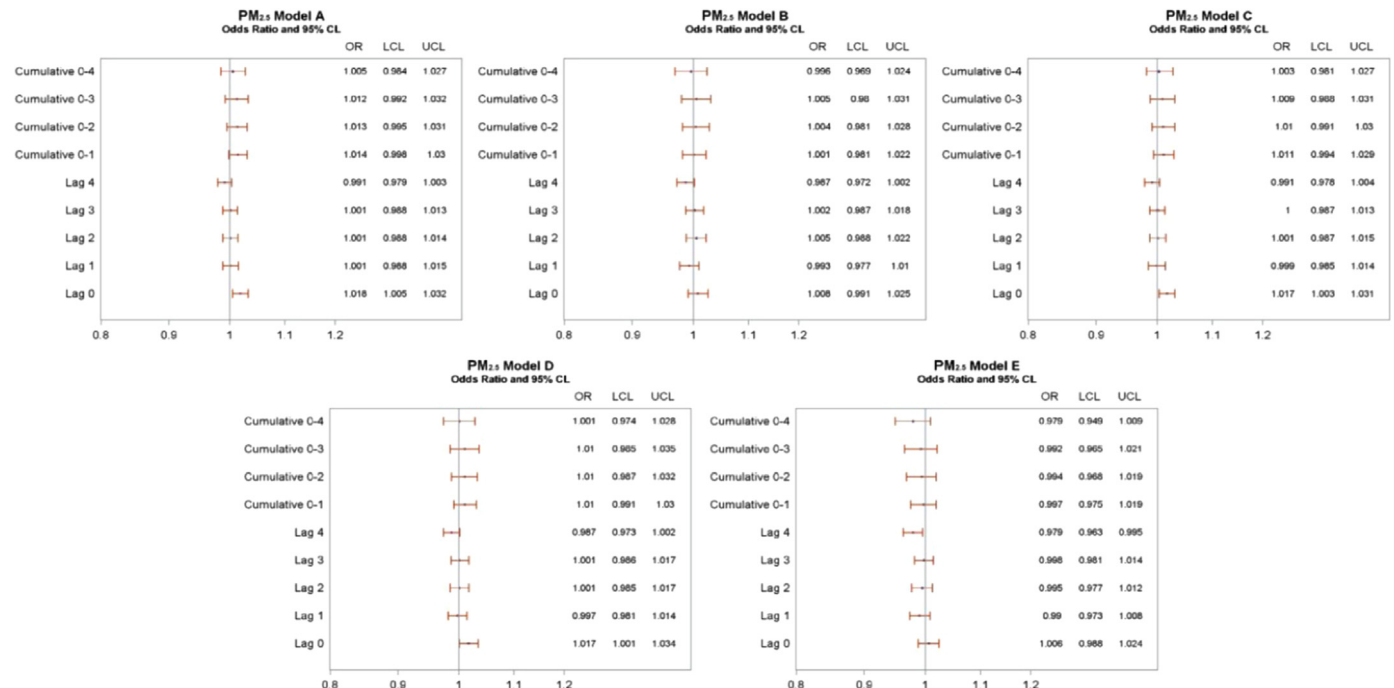 PM2.5 Model A
Odds Ratio and 95% CL
OR LCL UCL
Cumulative 0-4 1.005 0.984 1.027
Cumulative 0-3 1.012 0.992 1.032
Cumulative 0-2 1.013 0.995 1.031
Cumulative 0-1 1.014 0.998 1.03
Lag 4 0.991 0.979 1.003
Lag 3 1.001 0.988 1.013
Lag 2 1.001 0.988 1.014
Lag 1 1.001 0.988 1.015
Lag 0 1.018 1.005 1.032
0.8 0.9 1 1.1 1.2
PM2.5 Model B
Odds Ratio and 95% CL
OR LCL UCL
Cumulative 0-4 0.996 0.969 1.024
Cumulative 0-3 1.005 0.98 1.031
Cumulative 0-2 1.004 0.981 1.028
Cumulative 0-1 1.001 0.981 1.022
Lag 4 0.987 0.972 1.002
Lag 3 1.002 0.987 1.018
Lag 2 1.005 0.988 1.022
Lag 1 0.993 0.977 1.01
Lag 0 1.008 0.991 1.025
0.8 0.9 1 1.1 1.2
PM2.5 Model C
Odds Ratio and 95% CL
OR LCL UCL
Cumulative 0-4 1.003 0.981 1.027
Cumulative 0-3 1.009 0.988 1.031
Cumulative 0-2 1.01 0.991 1.03
Cumulative 0-1 1.011 0.994 1.029
Lag 4 0.991 0.978 1.004
Lag 3 1 0.987 1.013
Lag 2 1.001 0.987 1.015
Lag 1 0.999 0.985 1.014
Lag 0 1.017 1.003 1.031
0.8 0.9 1 1.1 1.2
PM2.5 Model D
Odds Ratio and 95% CL
OR LCL UCL
Cumulative 0-4 1.001 0.974 1.028
Cumulative 0-3 1.01 0.985 1.035
Cumulative 0-2 1.01 0.987 1.032
Cumulative 0-1 1.01 0.991 1.03
Lag 4 0.987 0.973 1.002
Lag 3 1.001 0.986 1.017
Lag 2 1.001 0.985 1.017
Lag 1 0.997 0.981 1.014
Lag 0 1.017 1.001 1.034
0.8 0.9 1 1.1 1.2
PM2.5 Model E
Odds Ratio and 95% CL
OR LCL UCL
Cumulative 0-4 0.979 0.949 1.009
Cumulative 0-3 0.992 0.965 1.021
Cumulative 0-2 0.994 0.968 1.019
Cumulative 0-1 0.997 0.975 1.019
Lag 4 0.979 0.963 0.995
Lag 3 0.998 0.981 1.014
Lag 2 0.995 0.977 1.012
Lag 1 0.99 0.973 1.008
Lag 0 1.006 0.988 1.024
0.8 0.9 1 1.1 1.2